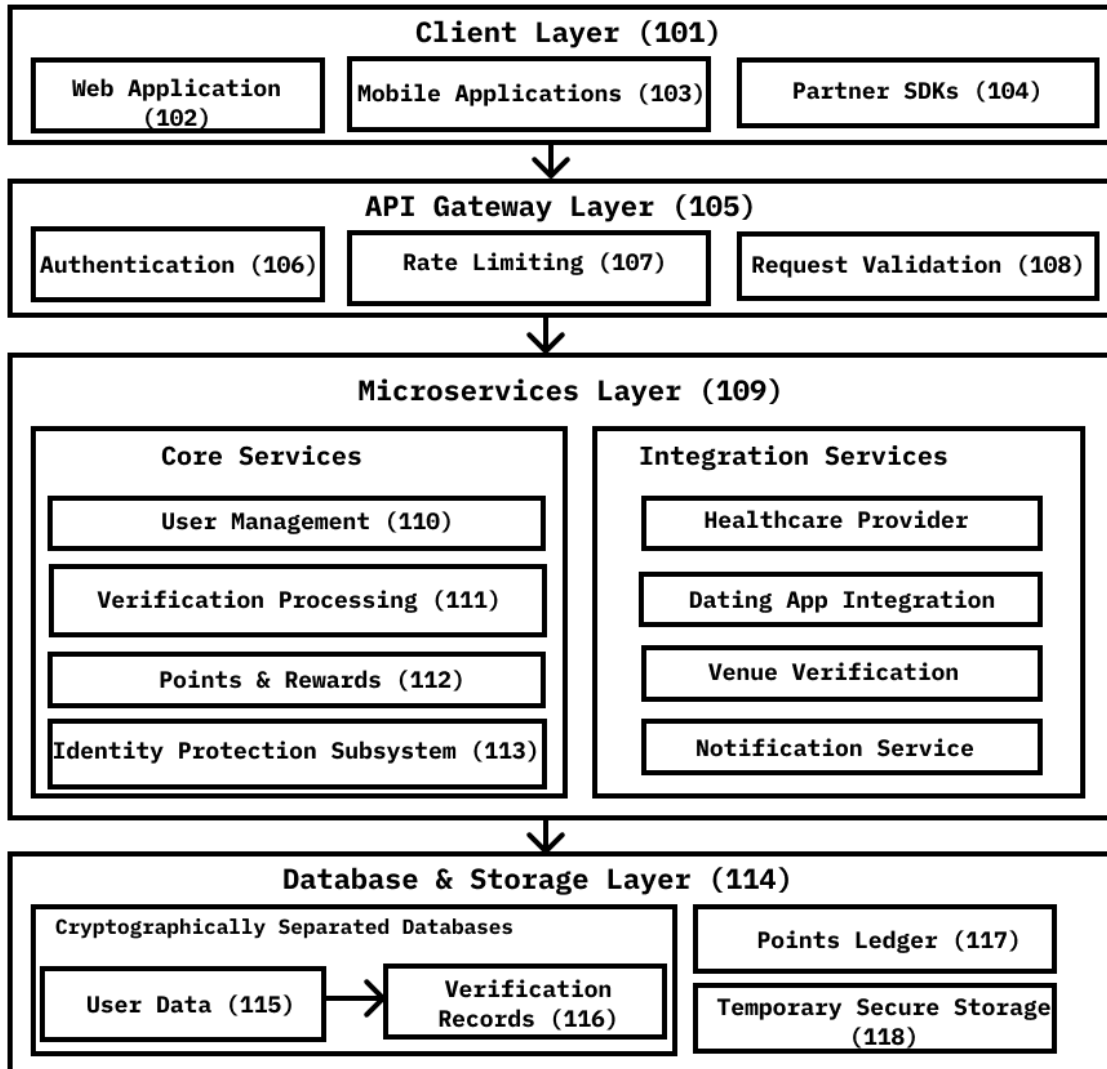 Client Layer (101)
Web Application
(102)
Mobile Applications (103)
Partner SDKs (104)
API Gateway Layer (105)
Authentication (106)
Rate Limiting (107)
Request Validation (108)
Microservices Layer (109)
Core Services
User Management (110)
Verification Processing (111)
Points & Rewards (112)
Identity Protection Subsystem (113)
Integration Services
Healthcare Provider
Dating App Integration
Venue Verification
Notification Service
Database & Storage Layer (114)
Cryptographically Separated Databases
User Data (115)
Verification
Records (116)
Points Ledger (117)
Temporary Secure Storage
(118)